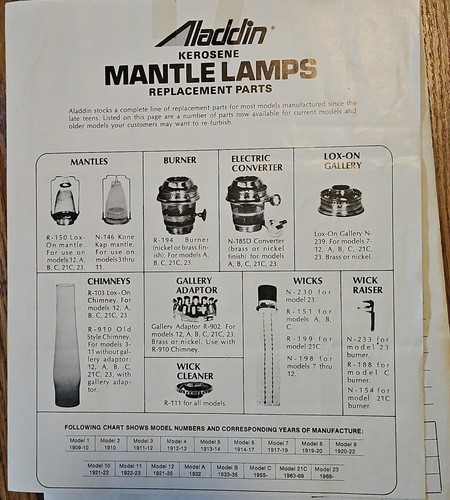 Aladdin®
KEROSENE
MANTLE LAMPS
REPLACEMENT PARTS
Aladdin stocks a complete line of replacement parts for most models manufactured since the
late teens. Listed on this page are a number of parts now available for current models and
older models your customers may want to re-furbish.
MANTLES
R-150 Lox-
On mantle.
For use on
models 12, A,
B, C, 21C, 23.
N-146 Kone
Kap mantle.
For use on
models 3 thru
11.
BURNER
R-194 Burner
(nickel or brass fin-
ish). For models A,
B, C, 21C, 23.
ELECTRIC
CONVERTER
N-185D Converter
(brass or nickel
finish) for models
A, B, C, 21C, 23.
LOX-ON
GALLERY
Lox-On Gallery N-
239. For models 7-
12, A, B, C, 21C,
23. Brass or nickel.
CHIMNEYS
R-103 Lox-On
Chimney. For
models 12, A,
B, C, 21C, 23.
R-910 Old
Style Chimney.
For models 3-
11 without gal-
lery adaptor;
12, A, B, C,
21C, 23, with
gallery adap-
tor.
GALLERY
ADAPTOR
Gallery Adaptor R-902. For
models 12, A, B, C, 21C, 23.
Brass or nickel. Use with
R-910 Chimney.
WICK
CLEANER
R-111 for all models.
WICKS
N-230 for
model 23.
R-151 for
models A, B,
C.
R-199 for
model 21C.
N-198 for
models 7 thru
12.
WICK
RAISER
N-233 for
model 23
burner.
R-188 for
model C
burner.
N-154 for
model 21C
burner.
FOLLOWING CHART SHOWS MODEL NUMBERS AND CORRESPONDING YEARS OF MANUFACTURE:
Model 1 Model 2 Model 3 Model 4 Model 5 Model 6 Model 7 Model 8 Model 9
1909-10 1910 1911-12 1912-13 1913-14 1914-17 1917-19 1919-20 1920-22
Model 10 Model 11 Model 12 Model A Model B Model C Model 21C Model 23
1921-22 1922-23 1921-35 1932 1933-35 1955- 1963-69 1969-